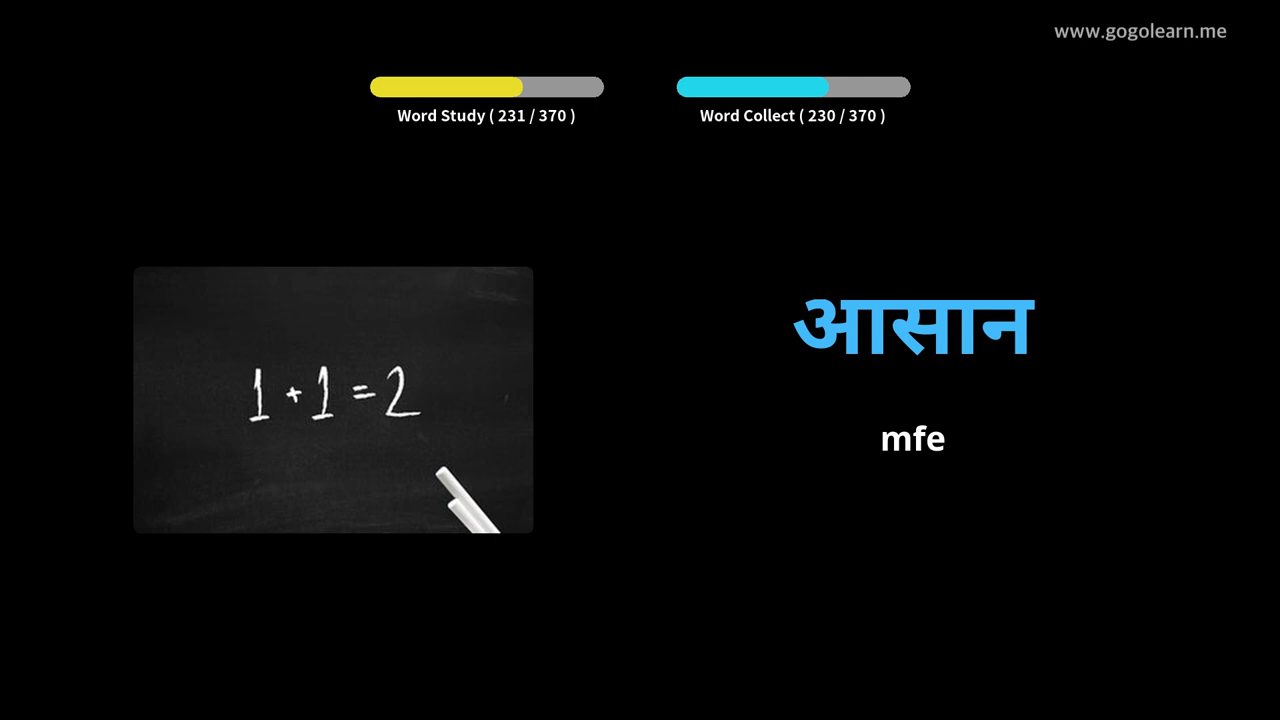 www.gogolearn.me
Word Study ( 231 / 370 )
Word Collect ( 230 / 370 )
1 + 1 = 2
आसान
mfe